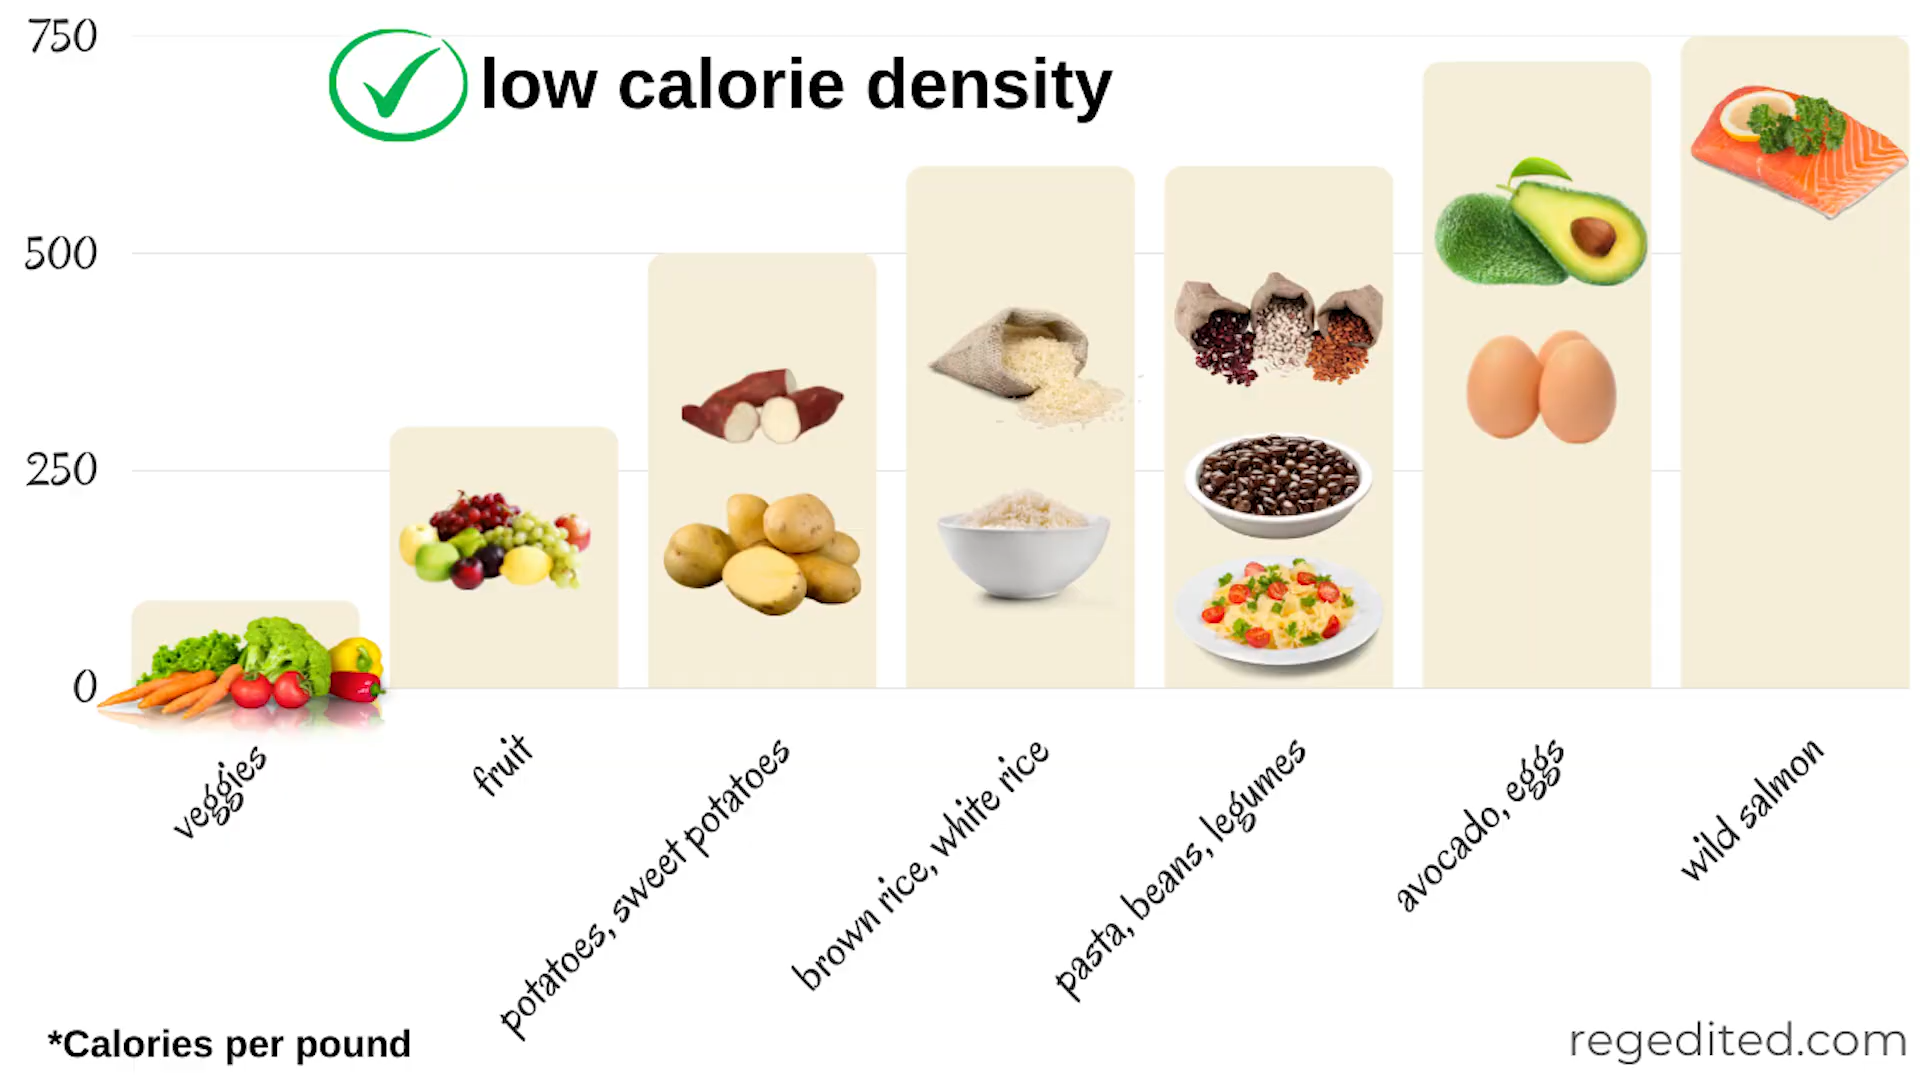 750
low calorie density
500
250
0
veggies
fruit
potatoes, sweet potatoes
brown rice, white rice
pasta, beans, legumes
avocado, eggs
wild salmon
*Calories per pound
regedited.com